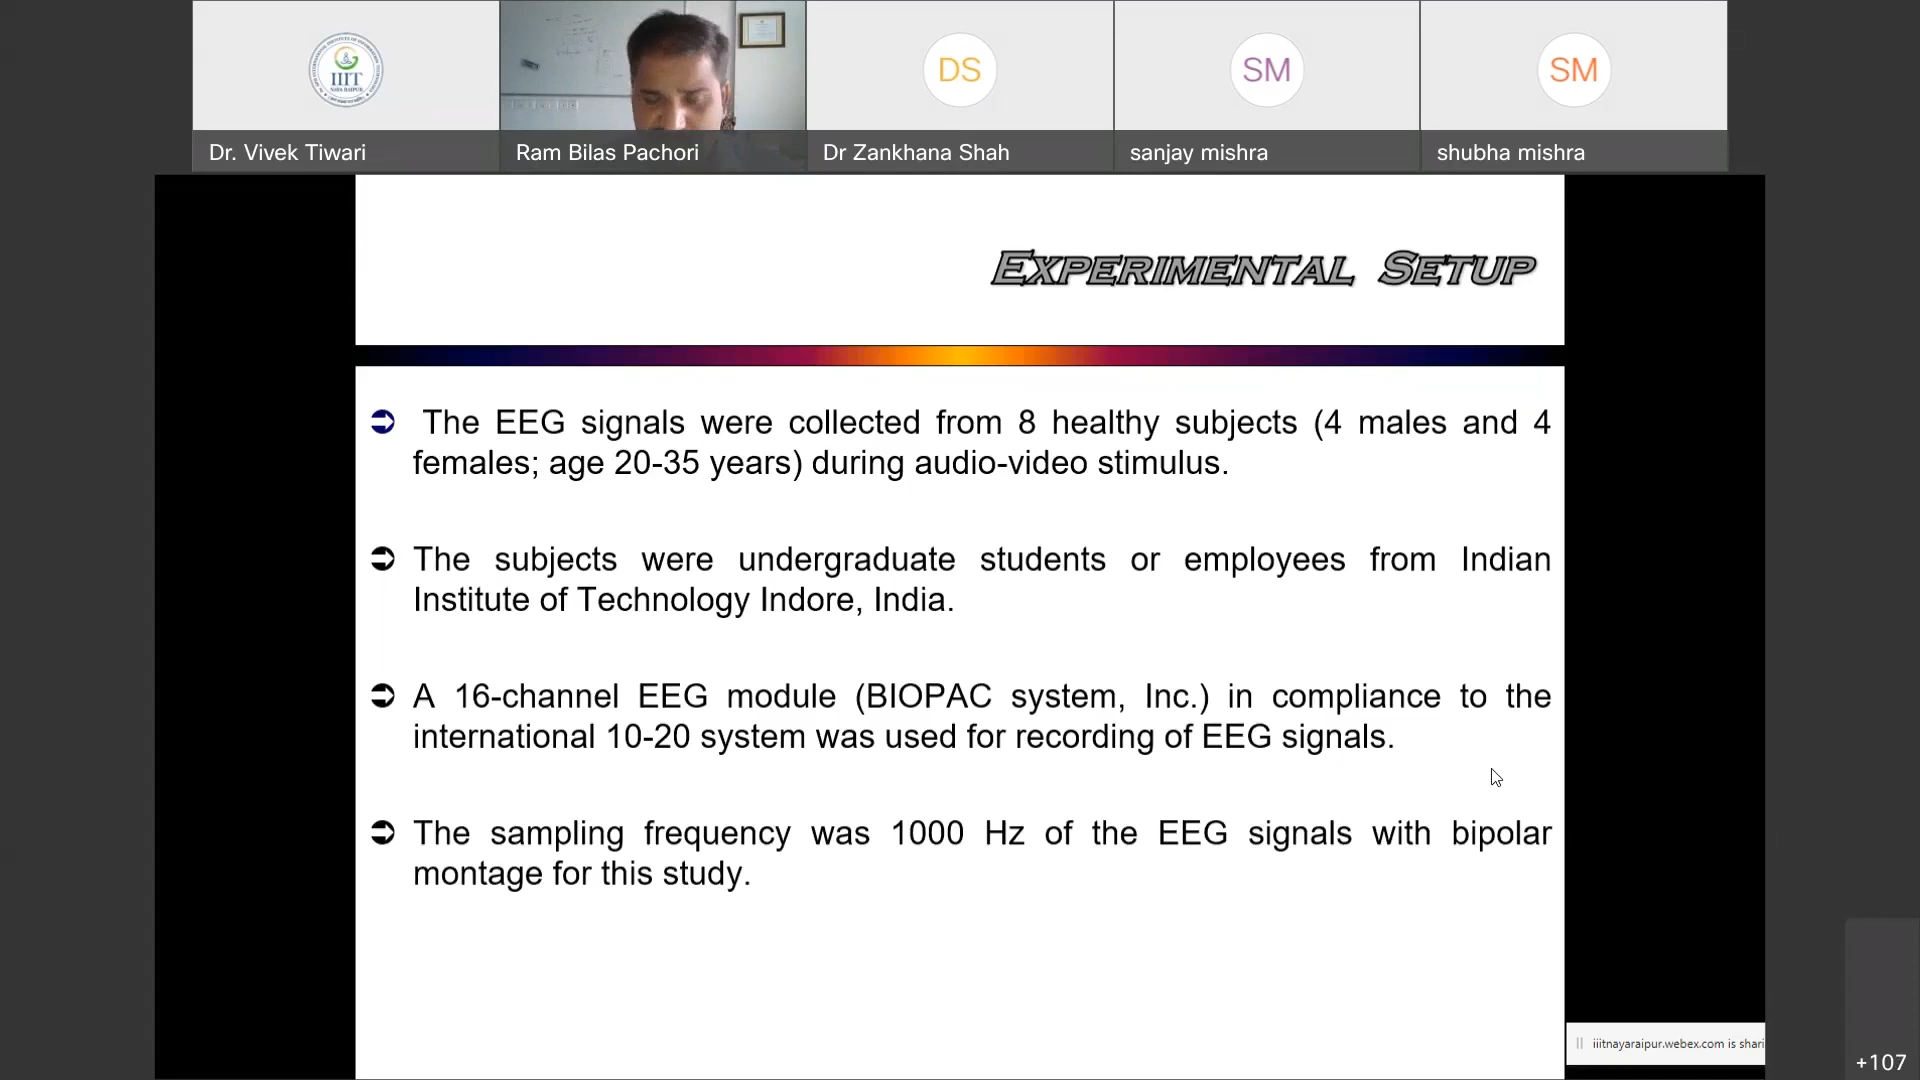 IIIT
NAYA RAIPUR
DS
SM
SM
Dr. Vivek Tiwari
Ram Bilas Pachori
Dr Zankhana Shah
sanjay mishra
shubha mishra
EXPERIMENTAL SETUP
The EEG signals were collected from 8 healthy subjects (4 males and 4
females; age 20-35 years) during audio-video stimulus.
The subjects were undergraduate students or employees from Indian
Institute of Technology Indore, India.
A 16-channel EEG module (BIOPAC system, Inc.) in compliance to the
international 10-20 system was used for recording of EEG signals.
The sampling frequency was 1000 Hz of the EEG signals with bipolar
montage for this study.
iiitnayaraipur.webex.com is shari
+107